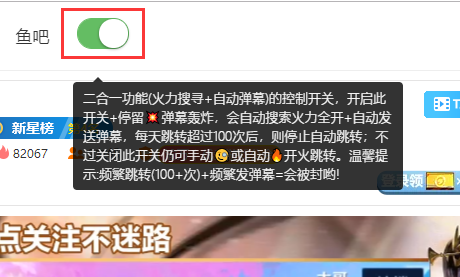 鱼吧
二合一功能(火力搜寻+自动弹幕)的控制开关，开启此
开关+停留💥弹幕轰炸，会自动搜索火力全开+自动发
送弹幕，每天跳转超过100次后，则停止自动跳转；不
过关闭此开关仍可手动😉或自动🔥开火跳转。温馨提
示:频繁跳转(100+次)+频繁发弹幕=会被封哟!
新星榜
82067
点关注不迷路